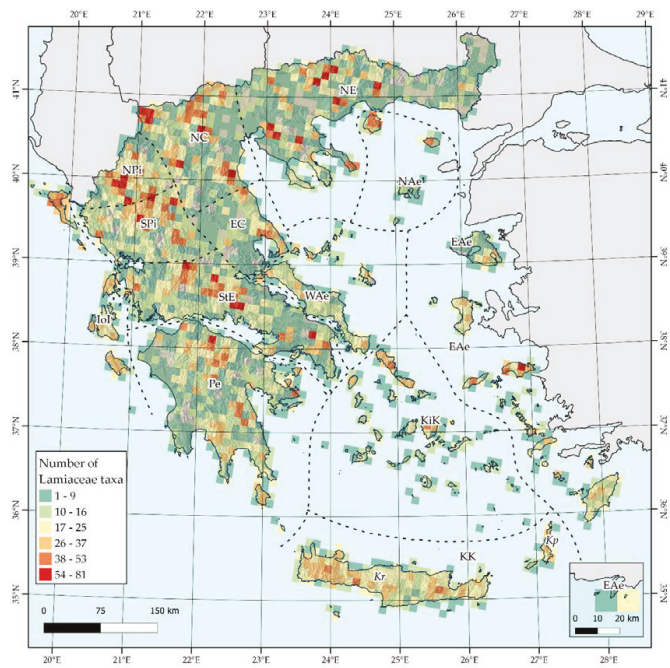 20°E 21°E 22°E 23°E 24°E 25°E 26°E 27°E 28°E 29°E
41°N
40°N
39°N
38°N
37°N
36°N
35°N
NE
NC
NPi
NAe
SPi
EC
EAe
StE
WAe
IoI
EAe
Pe
KiK
Number of
Lamiaceae taxa
1 - 9
10 - 16
17 - 25
26 - 37
38 - 53
54 - 81
KK
Kp
Kr
EAe
0 75 150 km
0 10 20 km
20°E 21°E 22°E 23°E 24°E 25°E 26°E 27°E 28°E